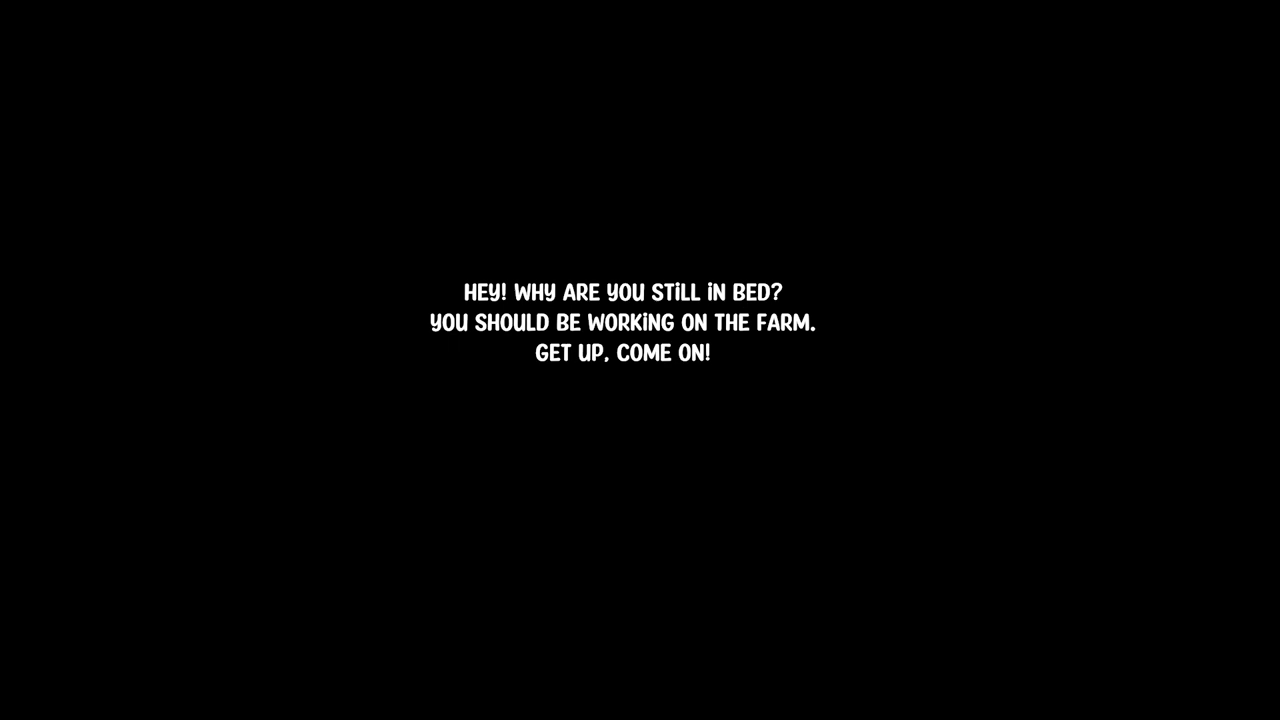 HEY! WHY ARE YOU STILL IN BED?
YOU SHOULD BE WORKING ON THE FARM.
GET UP, COME ON!